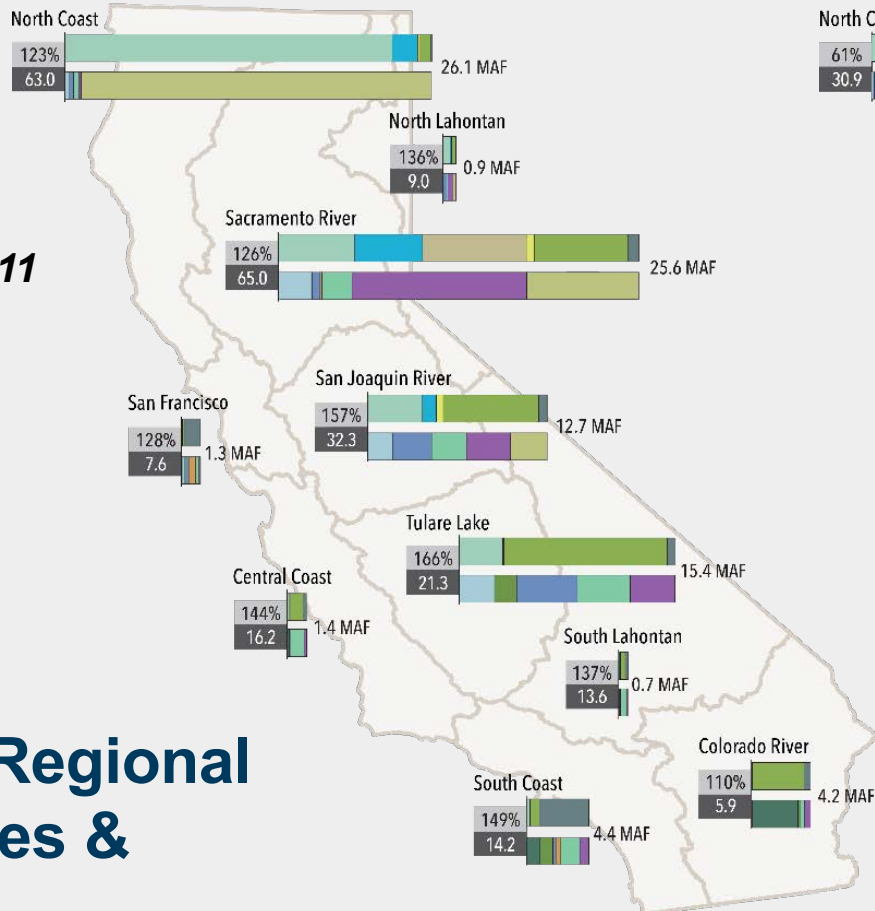 North Coast
123%
63.0
26.1 MAF
North C
61%
30.9
North Lahontan
136%
9.0
0.9 MAF
Sacramento River
126%
65.0
25.6 MAF
11
San Joaquin River
157%
32.3
12.7 MAF
San Francisco
128%
7.6
1.3 MAF
Tulare Lake
166%
21.3
15.4 MAF
Central Coast
144%
16.2
1.4 MAF
South Lahontan
137%
13.6
0.7 MAF
Regional
es &
Colorado River
110%
5.9
4.2 MAF
South Coast
149%
14.2
4.4 MAF